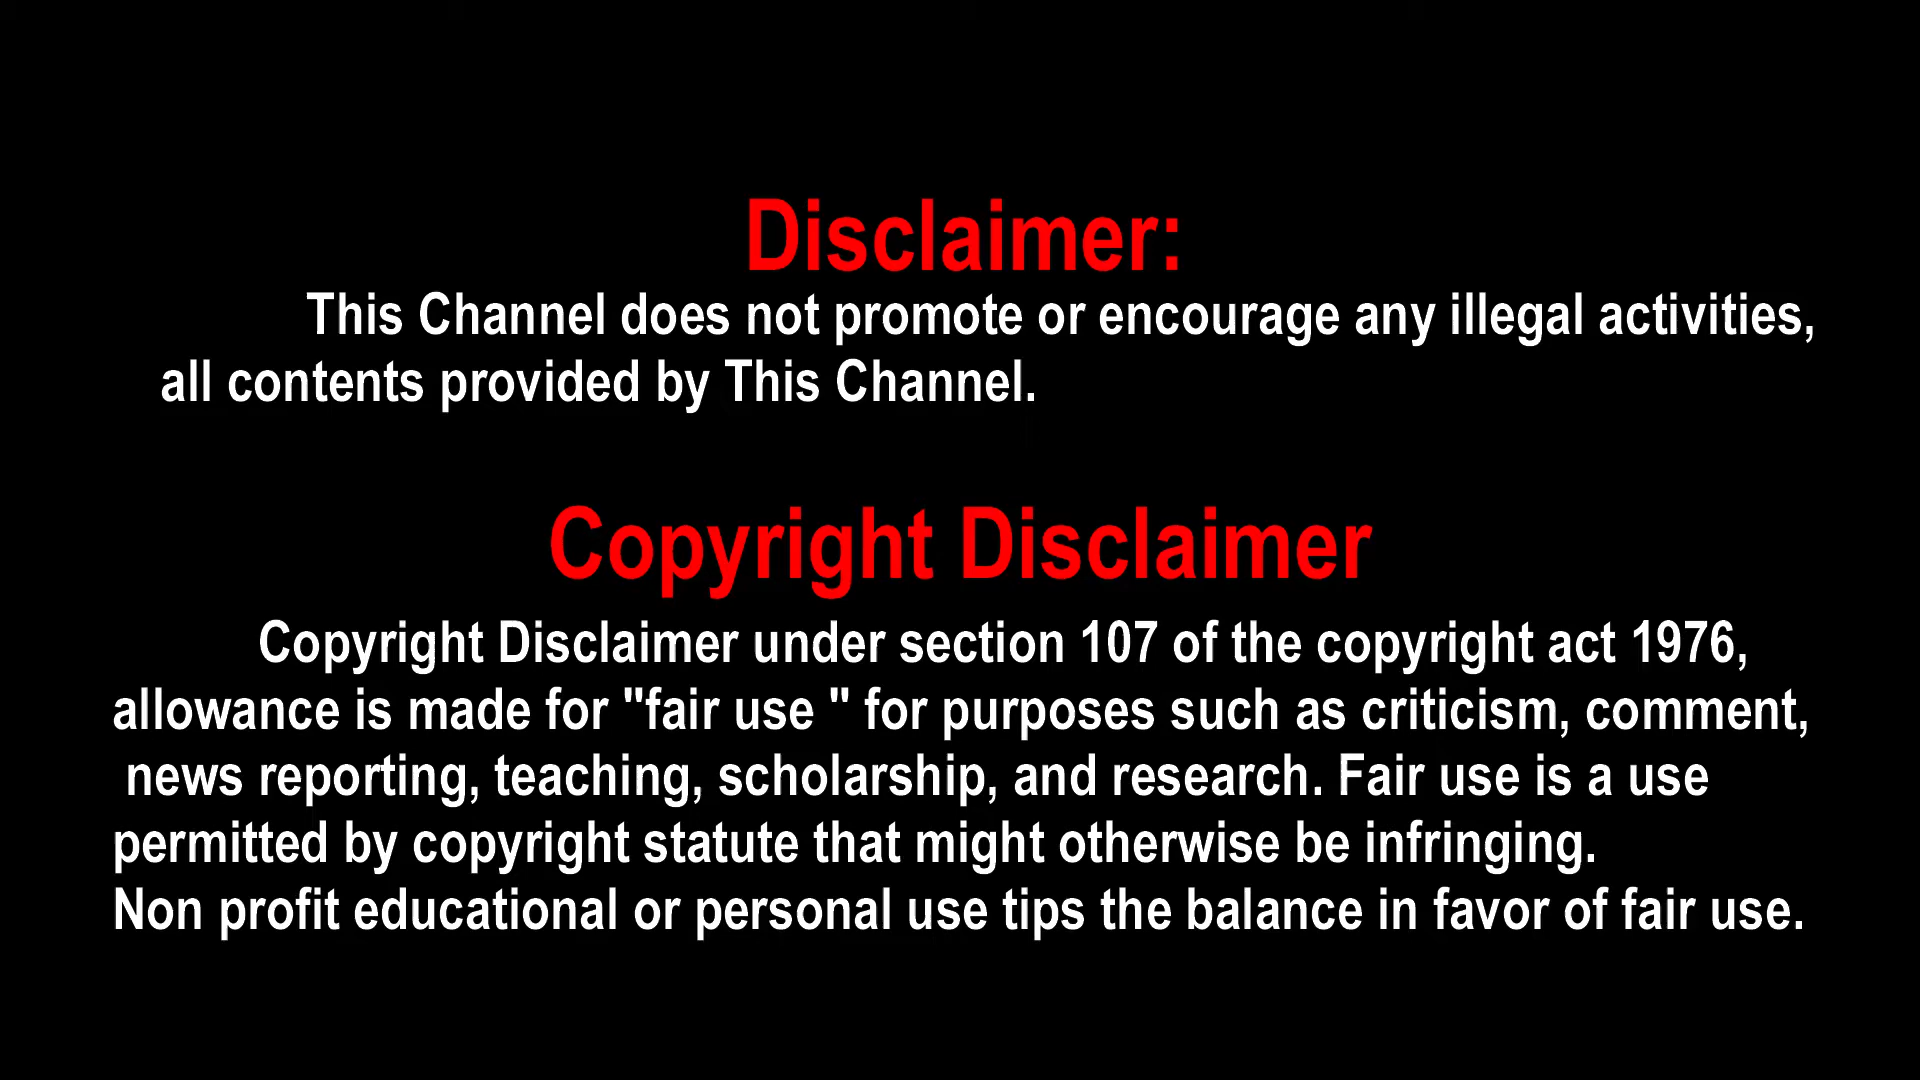 Disclaimer:
This Channel does not promote or encourage any illegal activities,
all contents provided by This Channel.
Copyright Disclaimer
Copyright Disclaimer under section 107 of the copyright act 1976,
allowance is made for "fair use " for purposes such as criticism, comment,
news reporting, teaching, scholarship, and research. Fair use is a use
permitted by copyright statute that might otherwise be infringing.
Non profit educational or personal use tips the balance in favor of fair use.